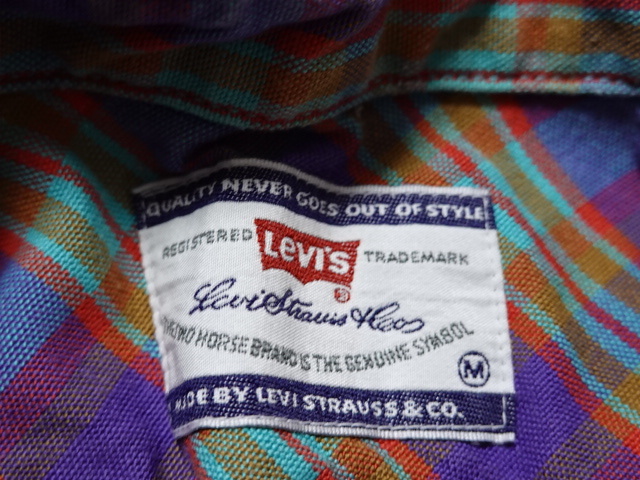 QUALITY NEVER GOES OUT OF STYLE
REGISTERED LEVI'S TRADEMARK
®
Levi Strauss & Co
TWO HORSE BRAND IS THE GENUINE SYMBOL
M
MADE BY LEVI STRAUSS & CO.